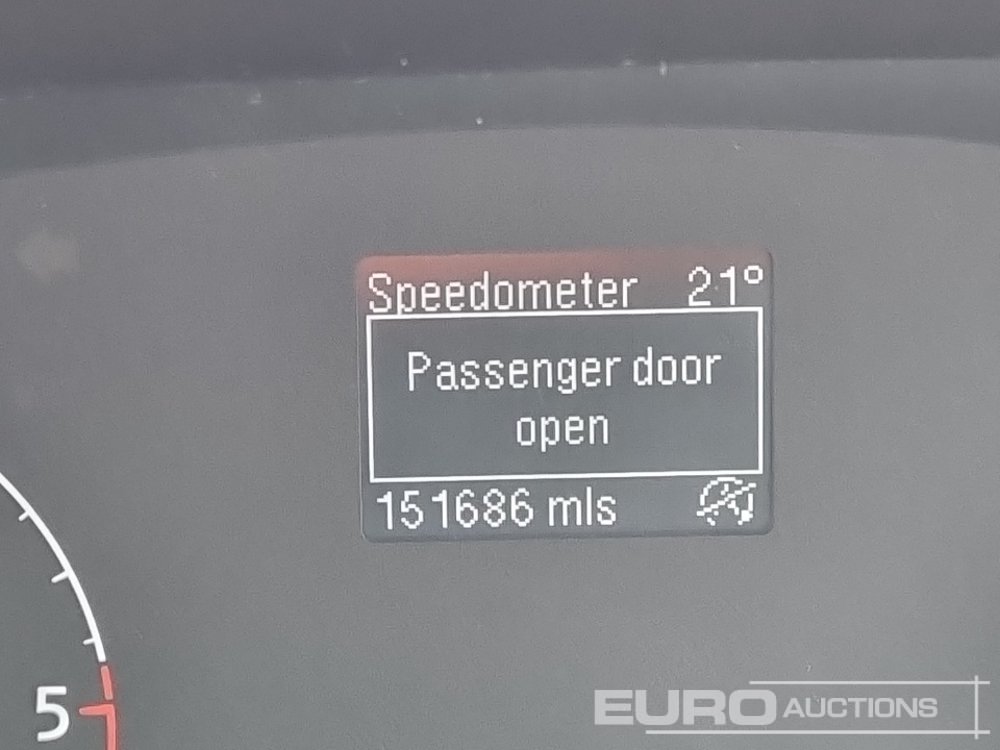 Speedometer 21°
Passenger door
open
151686 mls
5
EURO AUCTIONS